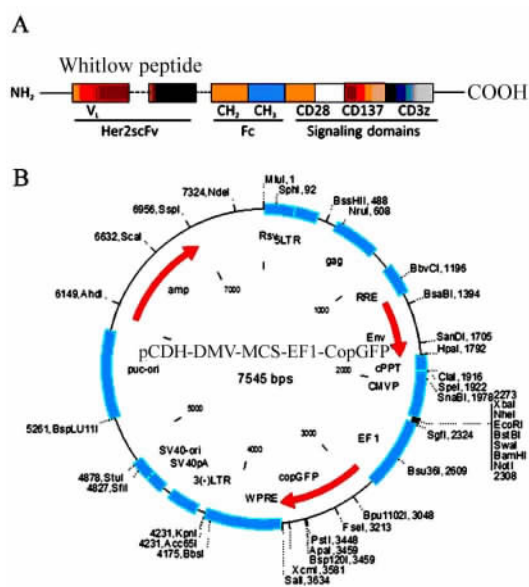 A
Whitlow peptide
NH2
COOH
VL
CH2
CH3
CD28
CD137
CD3z
Her2scFv
Fc
Signaling domains
B
7324, NdeI
MluI, 1
SphI, 92
6956, SspI
BssHII, 488
NruI, 608
6632, ScaI
Rsv
5LTR
gag
BbvCI, 1196
BsaBI, 1394
6149, AhdI
amp
7000
1000
RRE
Env
SanDI, 1705
HpaI, 1792
pCDH-DMV-MCS-EF1-CopGFP
cPPT
ClaI, 1916
SpeI, 1922
SnaBI, 1978
puc-ori
7545 bps
2000
CMVP
2273
XbaI
NheI
EcoRI
BstBI
SwaI
BamHI
NotI
2308
SgfI, 2324
5261, BspLU11I
5000
4000
3000
EF1
Bsu36I, 2609
SV40-ori
SV40pA
3(-)LTR
copGFP
WPRE
4878, StuI
4827, SfiI
Bpu1102I, 3048
FseI, 3213
4231, KpnI
4231, Acc65I
4175, BbsI
PstI, 3448
ApaI, 3459
Bsp120I, 3459
XcmI, 3581
SalI, 3634